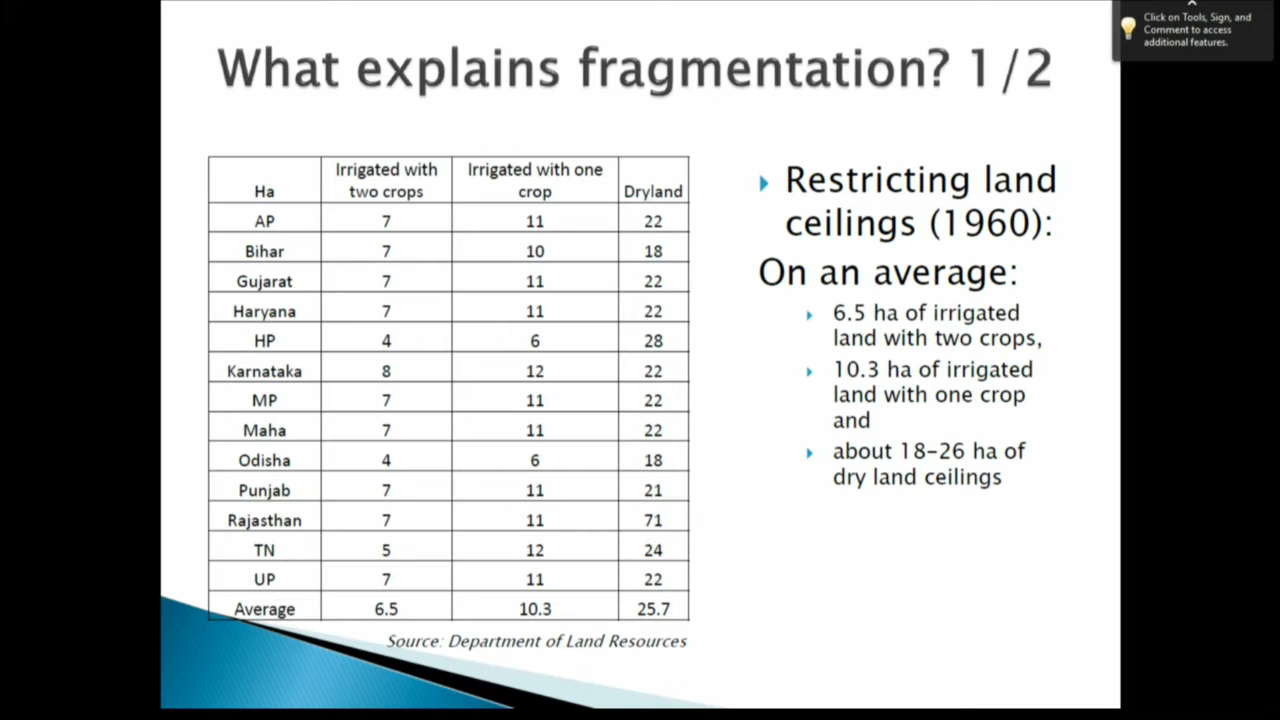 Click on Tools, Sign, and
Comment to access
additional features.
What explains fragmentation? 1/2
Ha Irrigated with two crops Irrigated with one crop Dryland
AP 7 11 22
Bihar 7 10 18
Gujarat 7 11 22
Haryana 7 11 22
HP 4 6 28
Karnataka 8 12 22
MP 7 11 22
Maha 7 11 22
Odisha 4 6 18
Punjab 7 11 21
Rajasthan 7 11 71
TN 5 12 24
UP 7 11 22
Average 6.5 10.3 25.7
Source: Department of Land Resources
Restricting land
ceilings (1960):
On an average:
6.5 ha of irrigated
land with two crops,
10.3 ha of irrigated
land with one crop
and
about 18-26 ha of
dry land ceilings